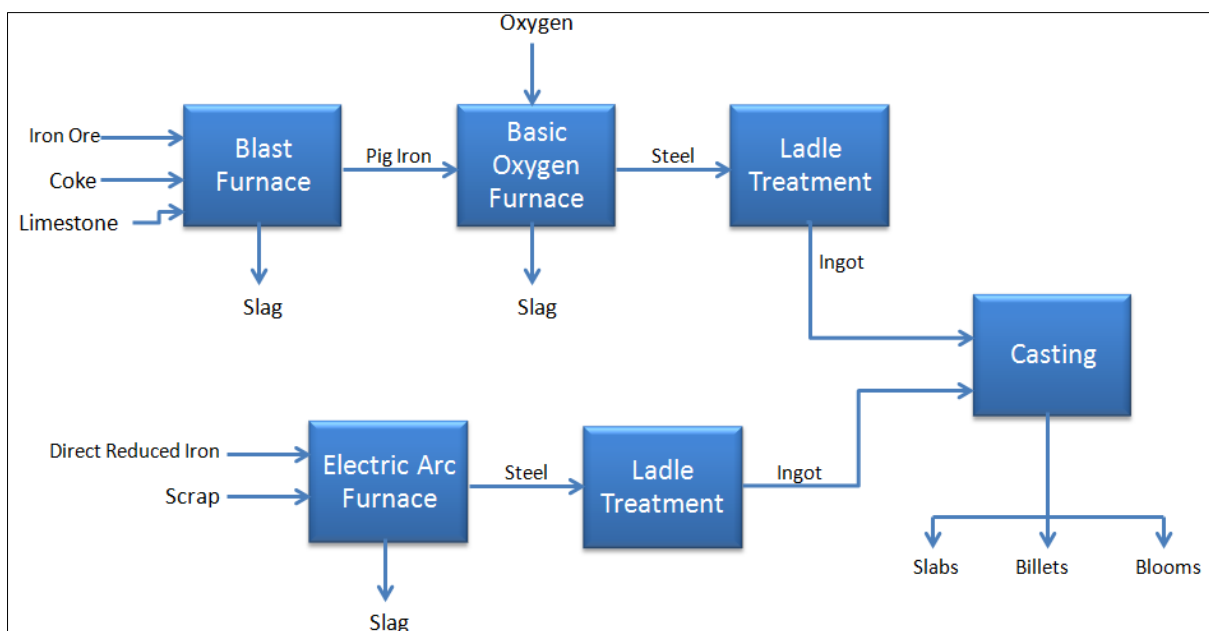 Oxygen
Iron Ore
Coke
Limestone
Blast
Furnace
Pig Iron
Basic
Oxygen
Furnace
Steel
Ladle
Treatment
Slag
Slag
Ingot
Casting
Direct Reduced Iron
Scrap
Electric Arc
Furnace
Steel
Ladle
Treatment
Ingot
Slag
Slabs
Billets
Blooms